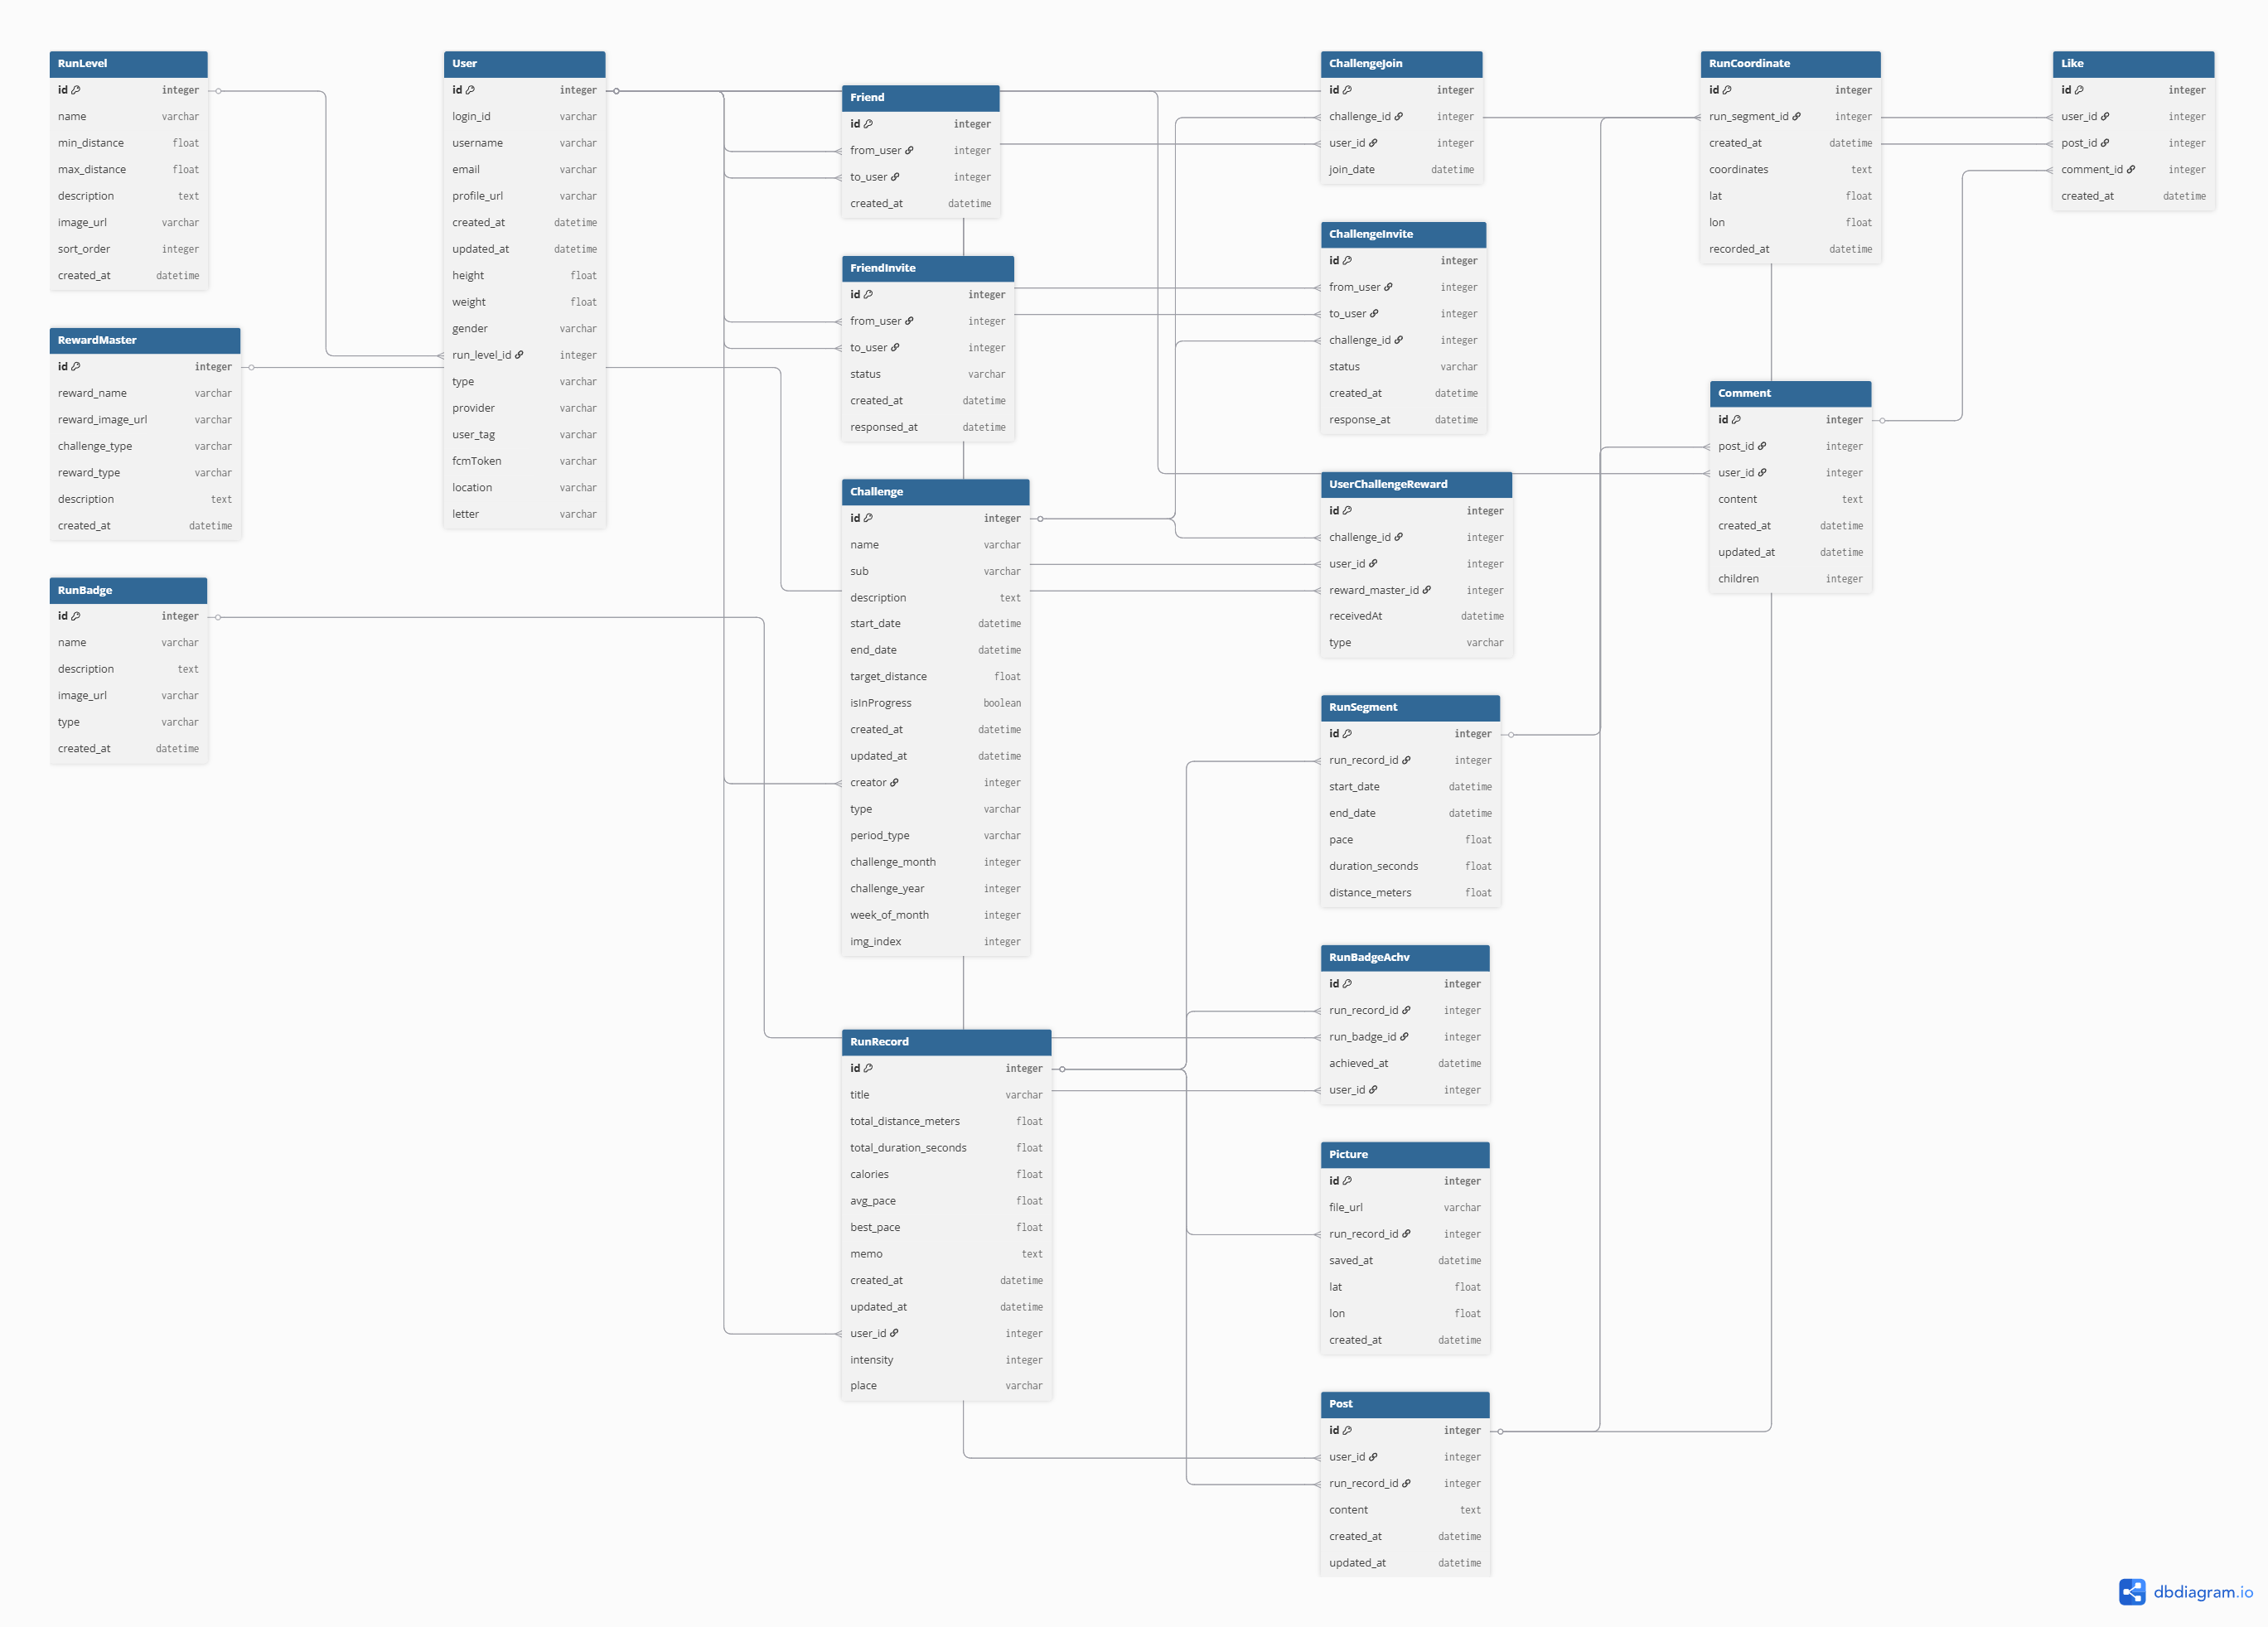 RunLevel
id integer
name varchar
min_distance float
max_distance float
description text
image_url varchar
sort_order integer
created_at datetime
RewardMaster
id integer
reward_name varchar
reward_image_url varchar
challenge_type varchar
reward_type varchar
description text
created_at datetime
RunBadge
id integer
name varchar
description text
image_url varchar
type varchar
created_at datetime
User
id integer
login_id varchar
username varchar
email varchar
profile_url varchar
created_at datetime
updated_at datetime
height float
weight float
gender varchar
run_level_id integer
type varchar
provider varchar
user_tag varchar
fcmToken varchar
location varchar
letter varchar
Friend
id integer
from_user integer
to_user integer
created_at datetime
FriendInvite
id integer
from_user integer
to_user integer
status varchar
created_at datetime
responsed_at datetime
Challenge
id integer
name varchar
sub varchar
description text
start_date datetime
end_date datetime
target_distance float
isInProgress boolean
created_at datetime
updated_at datetime
creator integer
type varchar
period_type varchar
challenge_month integer
challenge_year integer
week_of_month integer
img_index integer
RunRecord
id integer
title varchar
total_distance_meters float
total_duration_seconds float
calories float
avg_pace float
best_pace float
memo text
created_at datetime
updated_at datetime
user_id integer
intensity integer
place varchar
ChallengeJoin
id integer
challenge_id integer
user_id integer
join_date datetime
ChallengeInvite
id integer
from_user integer
to_user integer
challenge_id integer
status varchar
created_at datetime
response_at datetime
UserChallengeReward
id integer
challenge_id integer
user_id integer
reward_master_id integer
receivedAt datetime
type varchar
RunSegment
id integer
run_record_id integer
start_date datetime
end_date datetime
pace float
duration_seconds float
distance_meters float
RunBadgeAchv
id integer
run_record_id integer
run_badge_id integer
achieved_at datetime
user_id integer
Picture
id integer
file_url varchar
run_record_id integer
saved_at datetime
lat float
lon float
created_at datetime
Post
id integer
user_id integer
run_record_id integer
content text
created_at datetime
updated_at datetime
RunCoordinate
id integer
run_segment_id integer
created_at datetime
coordinates text
lat float
lon float
recorded_at datetime
Comment
id integer
post_id integer
user_id integer
content text
created_at datetime
updated_at datetime
children integer
Like
id integer
user_id integer
post_id integer
comment_id integer
created_at datetime
dbdiagram.io